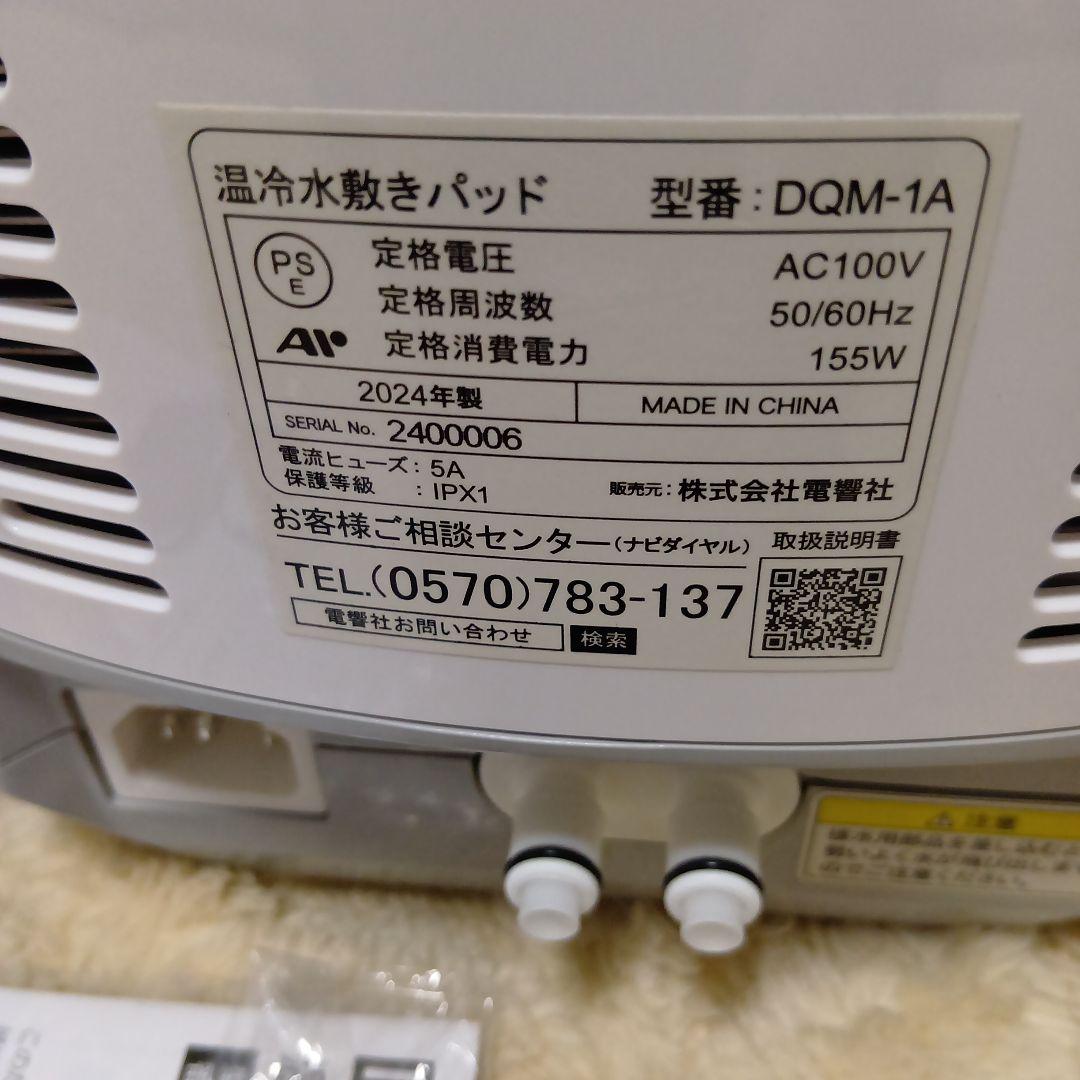 温冷水敷きパッド 型番：DQM-1A
PS
E
定格電圧 AC100V
定格周波数 50/60Hz
定格消費電力 155W
2024年製 MADE IN CHINA
SERIAL No. 2400006
電流ヒューズ：5A
保護等級 ：IPX1
販売元：株式会社電響社
お客様ご相談センター（ナビダイヤル） 取扱説明書
TEL.（0570）783-137
電響社お問い合わせ 検索
注意